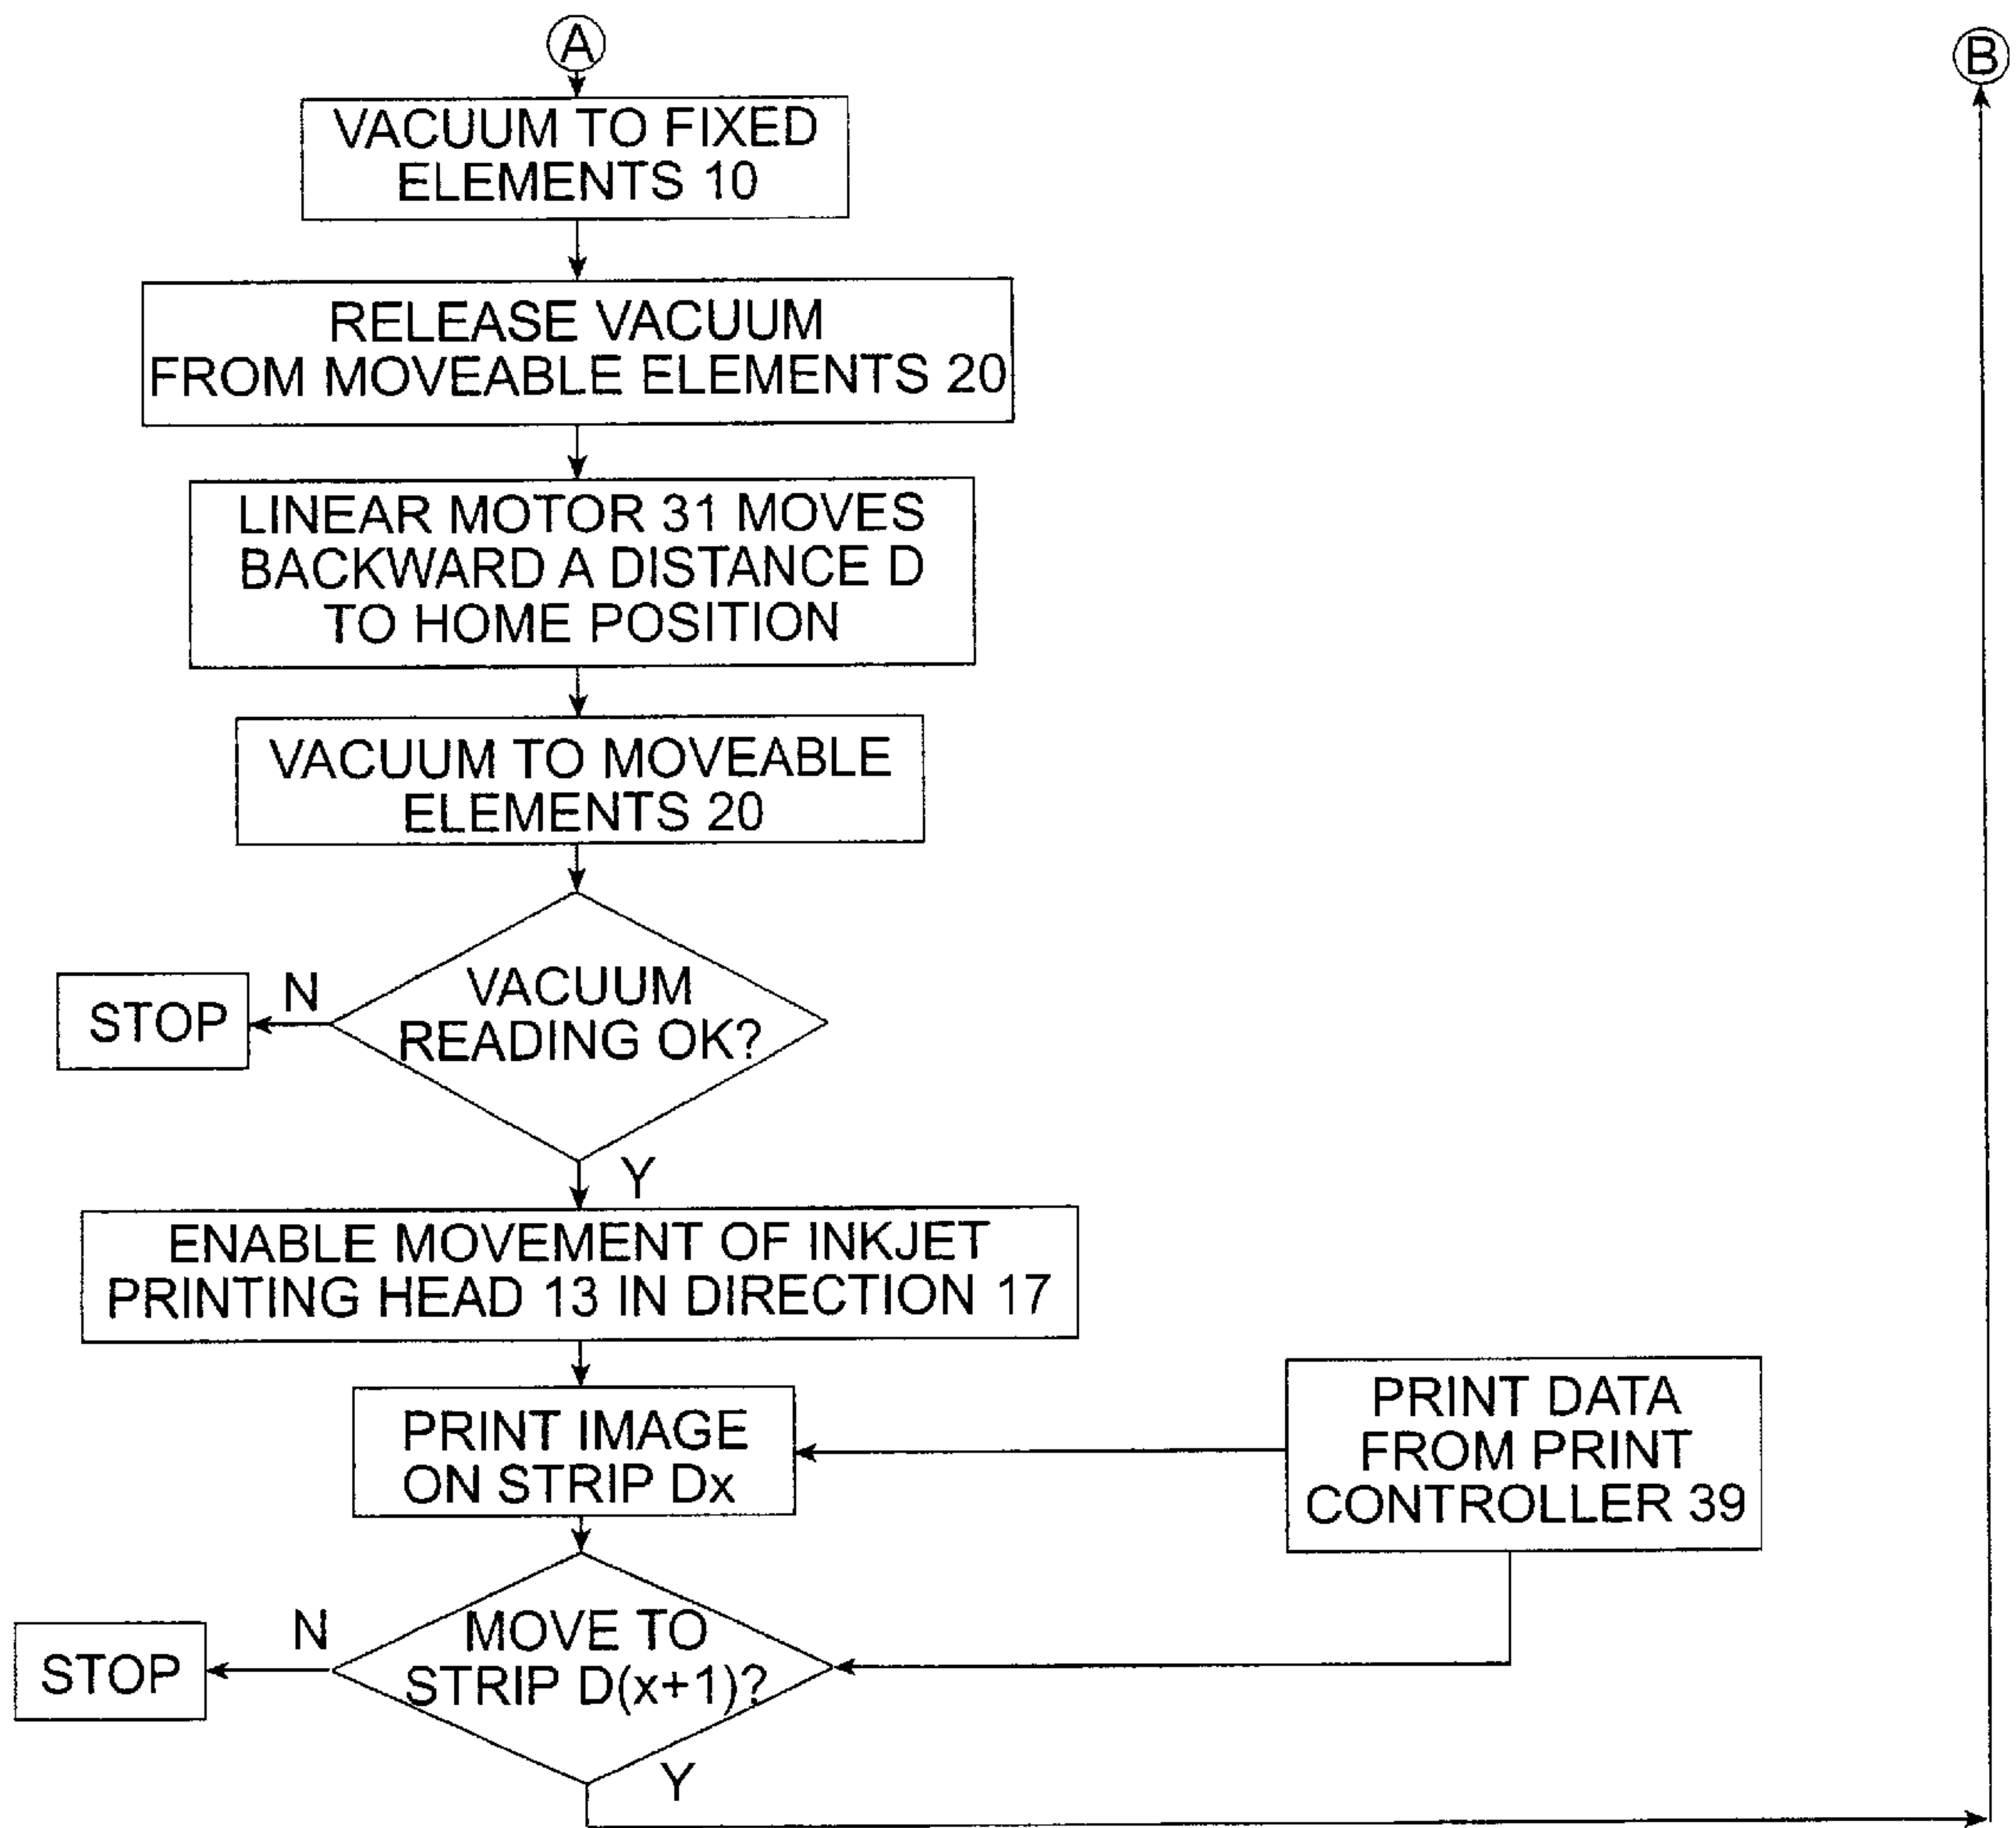 A
B
VACUUM TO FIXED
ELEMENTS 10
RELEASE VACUUM
FROM MOVEABLE ELEMENTS 20
LINEAR MOTOR 31 MOVES
BACKWARD A DISTANCE D
TO HOME POSITION
VACUUM TO MOVEABLE
ELEMENTS 20
VACUUM
READING OK?
N
STOP
Y
ENABLE MOVEMENT OF INKJET
PRINTING HEAD 13 IN DIRECTION 17
PRINT IMAGE
ON STRIP Dx
PRINT DATA
FROM PRINT
CONTROLLER 39
MOVE TO
STRIP D(x+1)?
N
STOP
Y